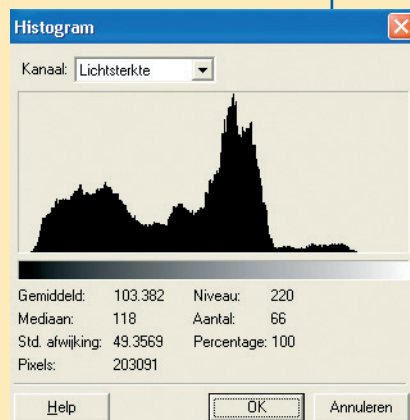 Histogram
Kanaal: Lichtsterkte
Gemiddeld: 103.382 Niveau: 220
Mediaan: 118 Aantal: 66
Std. afwijking: 49.3569 Percentage: 100
Pixels: 203091
Help OK Annuleren